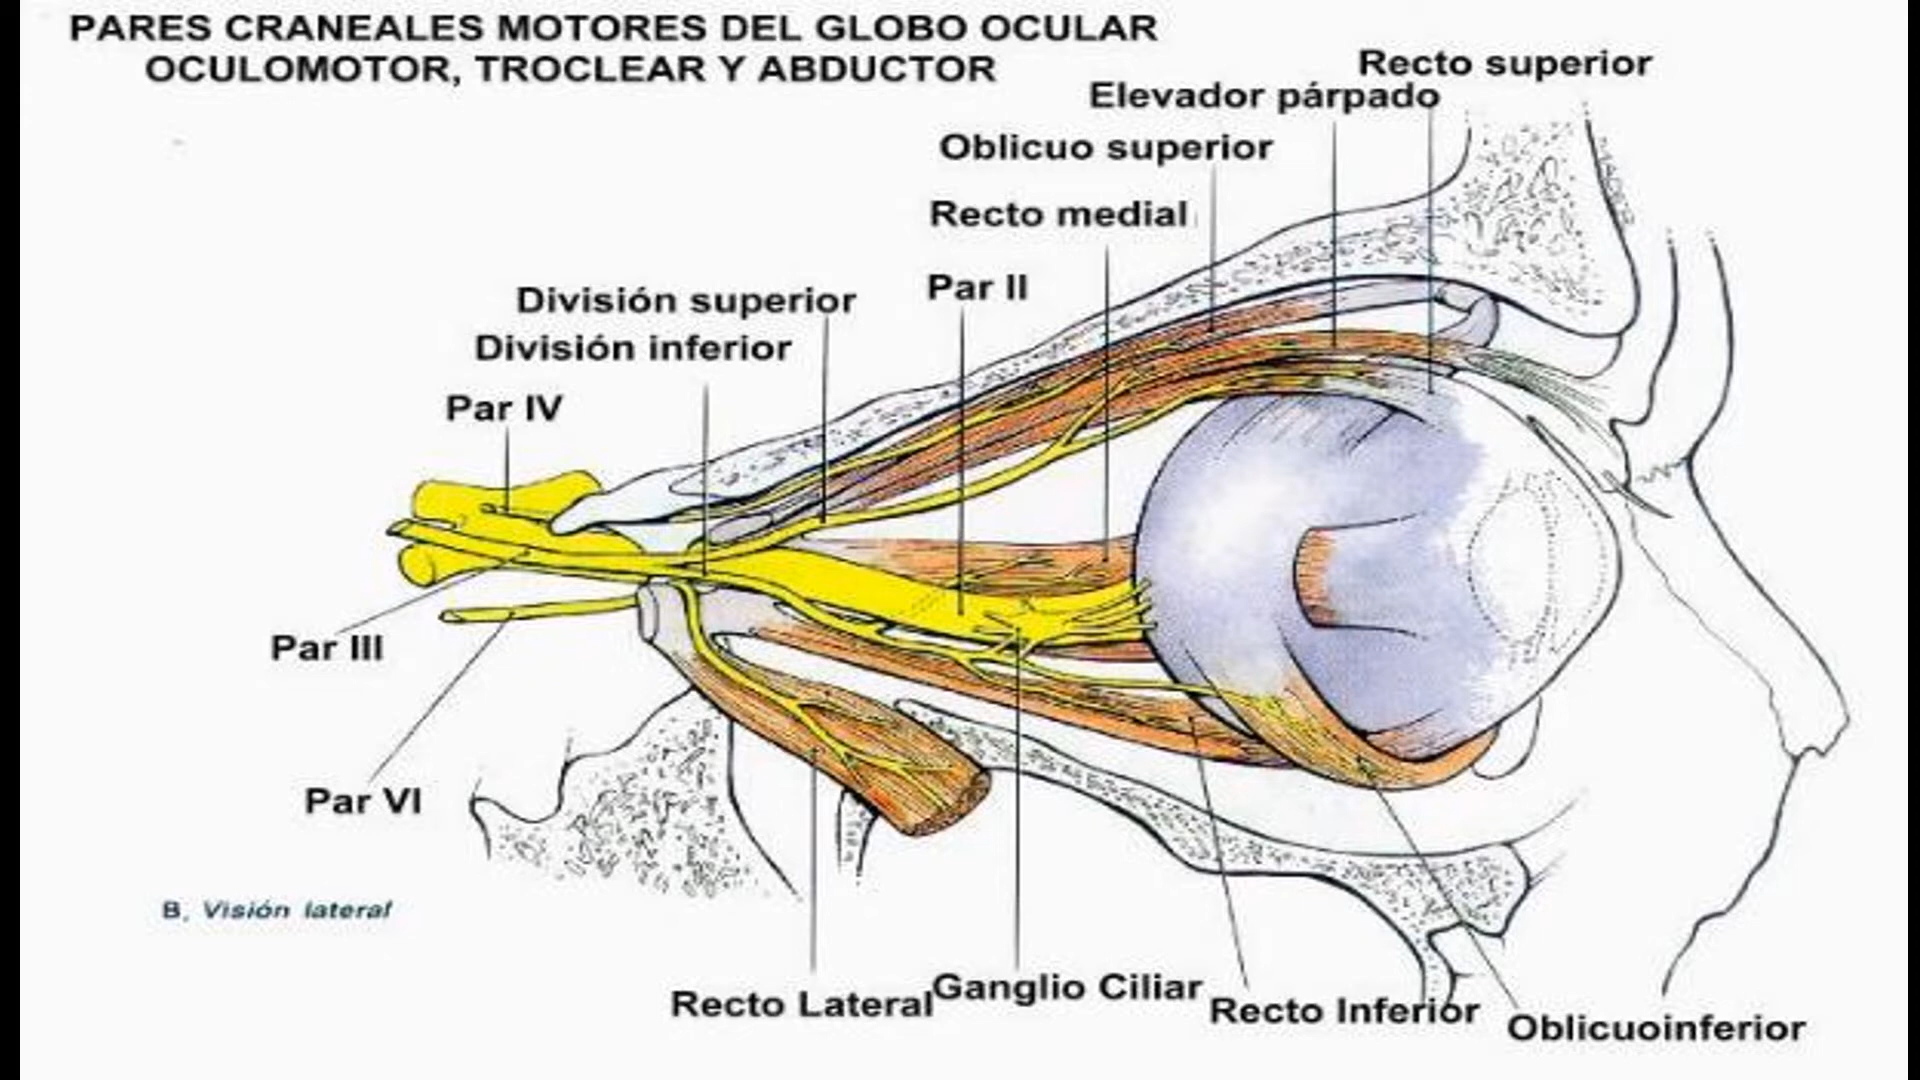 PARES CRANEALES MOTORES DEL GLOBO OCULAR
OCULOMOTOR, TROCLEAR Y ABDUCTOR
Recto superior
Elevador párpado
Oblicuo superior
Recto medial
Par II
División superior
División inferior
Par IV
Par III
Par VI
B, Visión lateral
Recto Lateral
Ganglio Ciliar
Recto Inferior
Oblicuoinferior